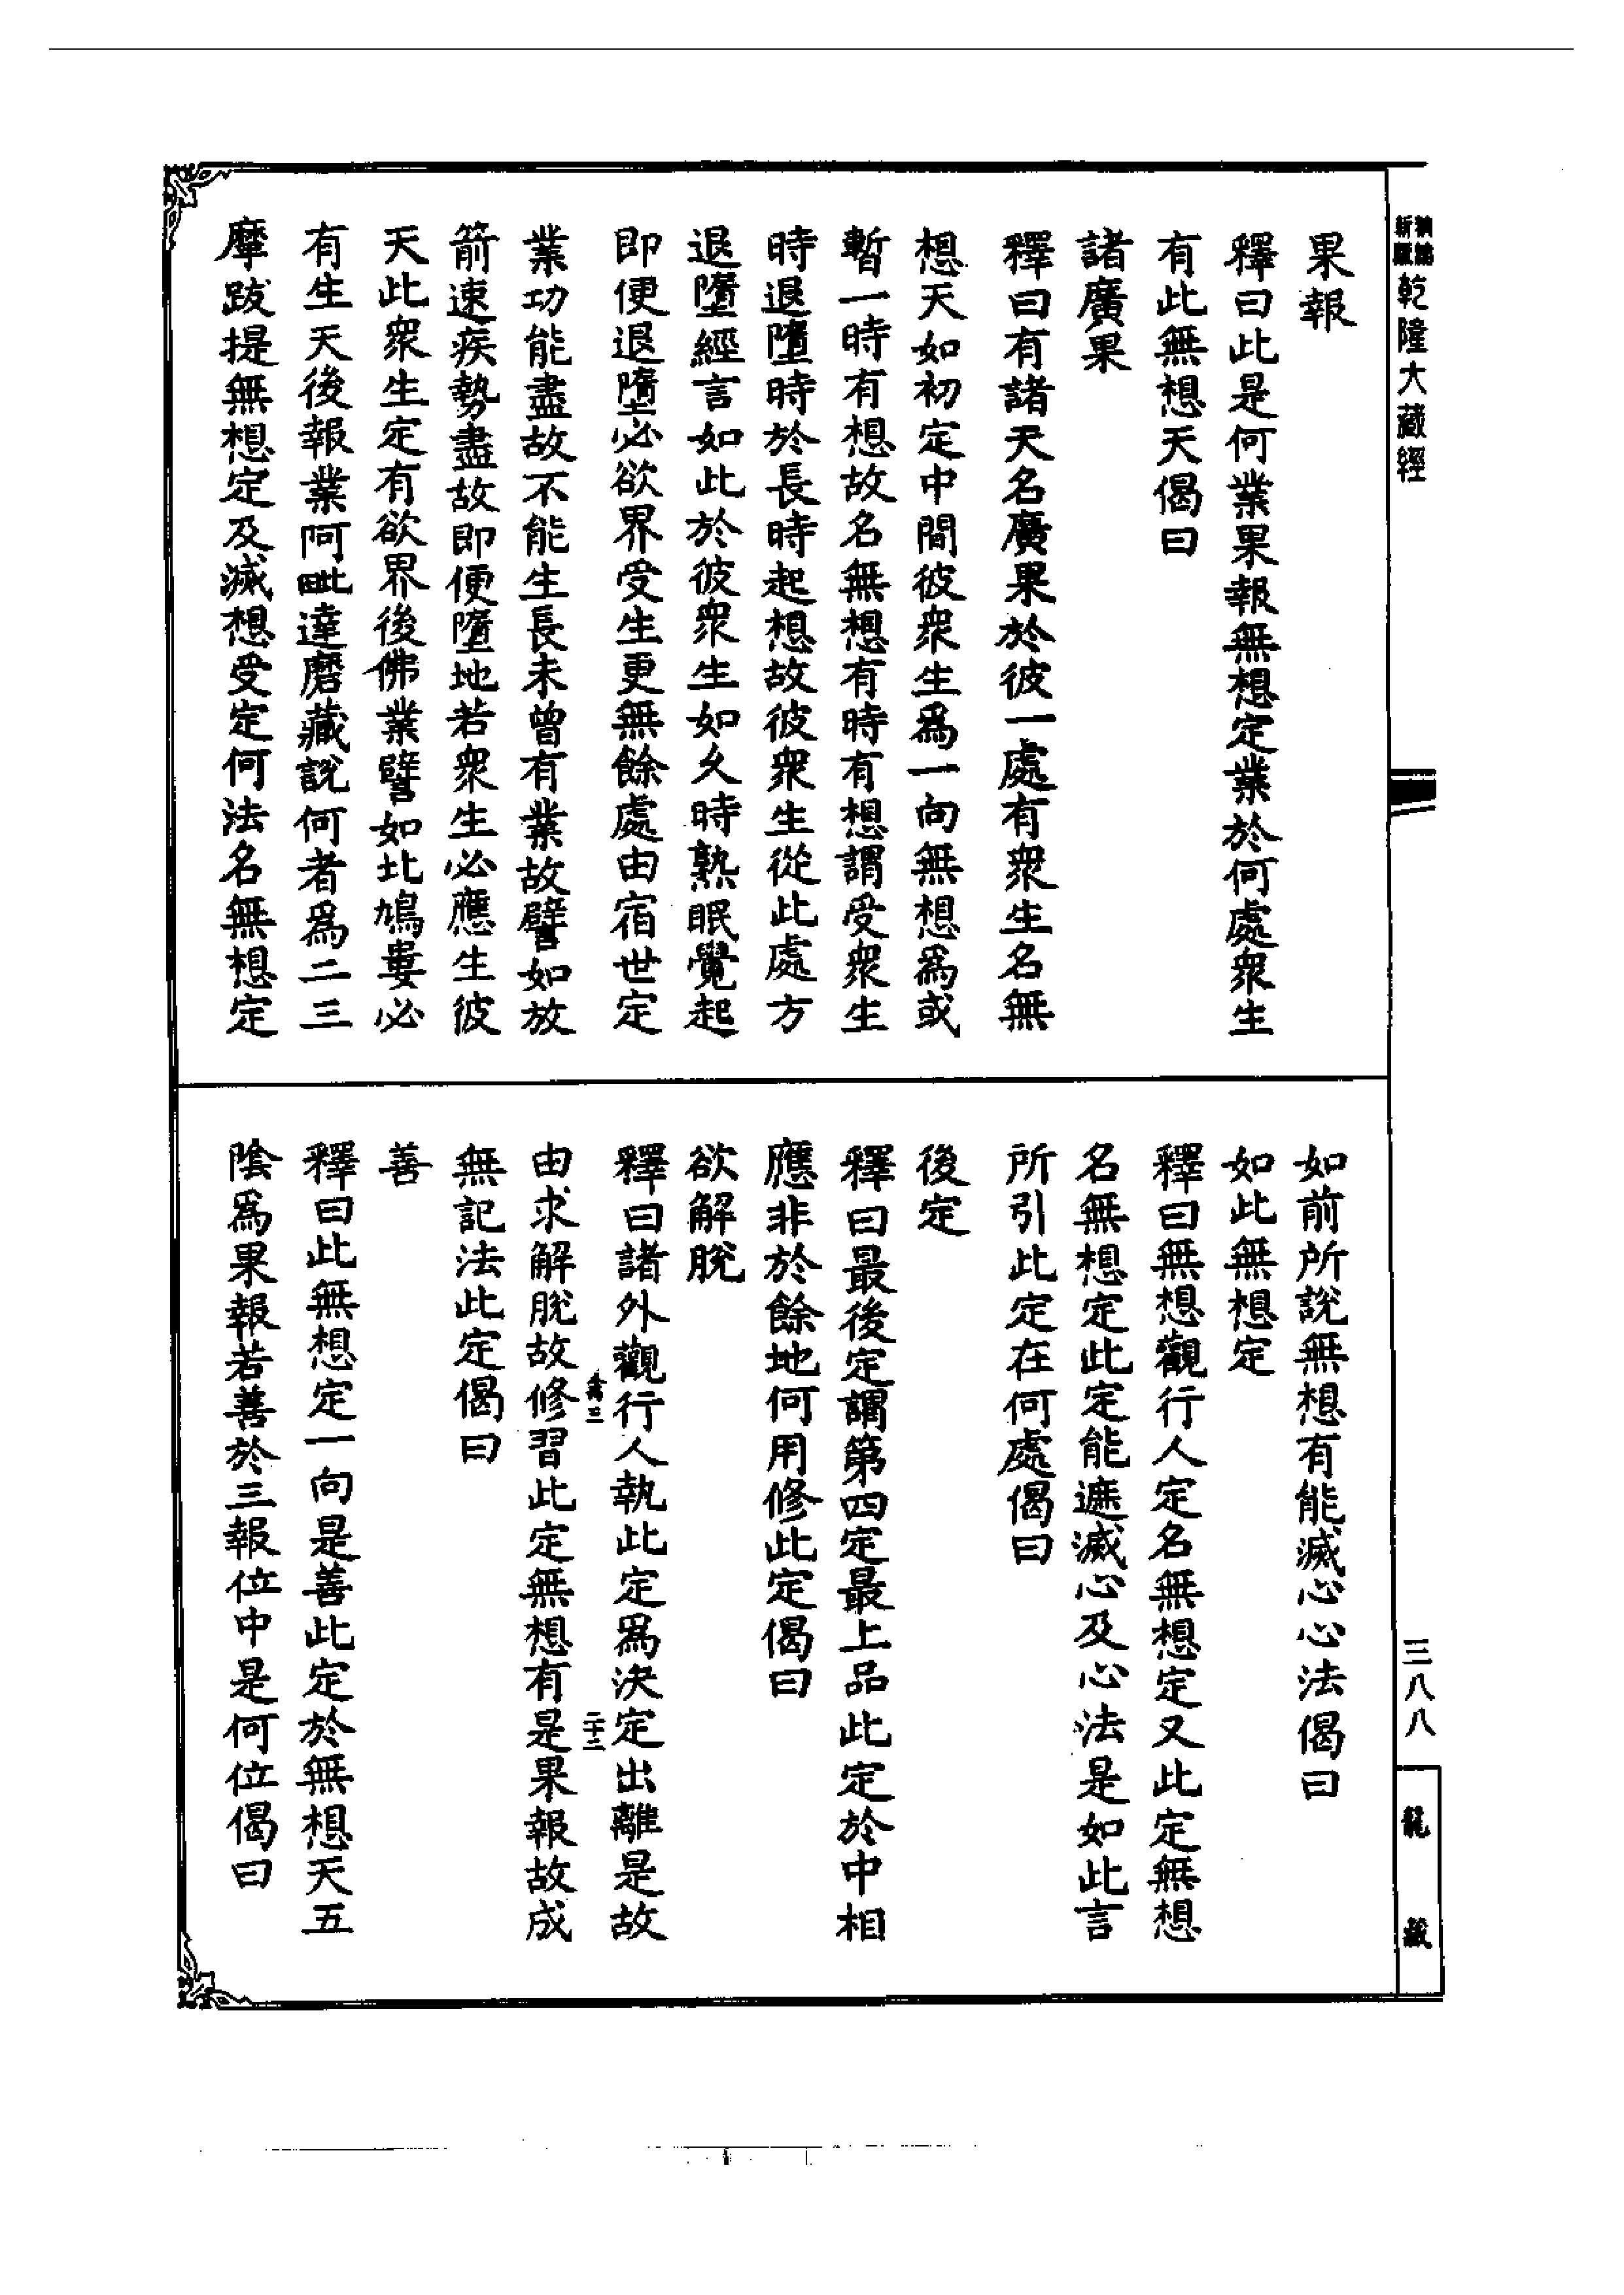 新編縮版
乾隆大藏經
三八八
龍藏
果報
釋曰此是何業果報無想定業於何處衆生
有此無想天偈曰
諸廣果
釋曰有諸天名廣果於彼一處有衆生名無
想天如初定中間彼衆生爲一向無想爲或
暫一時有想故名無想有時有想謂受衆生
時退墮時於長時起想故彼衆生從此處方
退墮經言如此於彼衆生如久時熟眠覺起
即便退墮必欲界受生更無餘處由宿世定
業功能盡故不能生長未曾有業故譬如放
箭速疾勢盡故即便墮地若衆生必應生彼
天此衆生定有欲界後佛業譬如北鳩婁必
有生天後報業阿毗達磨藏說何者爲二三
摩跋提無想定及滅想受定何法名無想定
如前所說無想有能滅心心法偈曰
如此無想定
釋曰無想觀行人定名無想定又此定無想
名無想定此定能遮滅心及心法是如此言
所引此定在何處偈曰
後定
釋曰最後定謂第四定最上品此定於中相
應非於餘地何用修此定偈曰
欲解脫
釋曰諸外觀行人執此定爲決定出離是故
二十二
由求解脫故修習此定無想有是果報故成
無記法此定偈曰
善
釋曰此無想定一向是善此定於無想天五
陰爲果報若善於三報位中是何位偈曰